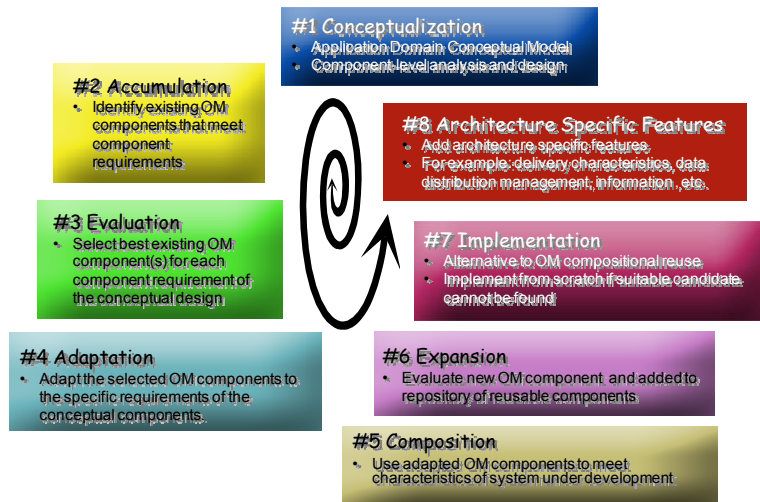 #1 Conceptualization
• Application Domain Conceptual Model
• Component-level analysis and design
#2 Accumulation
• Identify existing OM
components that meet
component
requirements
#3 Evaluation
• Select best existing OM
component(s) for each
component requirement of
the conceptual design
#4 Adaptation
• Adapt the selected OM components to
the specific requirements of the
conceptual components.
#5 Composition
• Use adapted OM components to meet
characteristics of system under development
#6 Expansion
• Evaluate new OM component and added to
repository of reusable components
#7 Implementation
• Alternative to OM compositional reuse
• Implement from scratch if suitable candidate
cannot be found
#8 Architecture Specific Features
• Add architecture specific features
• For example: delivery characteristics, data
distribution management, information, etc.